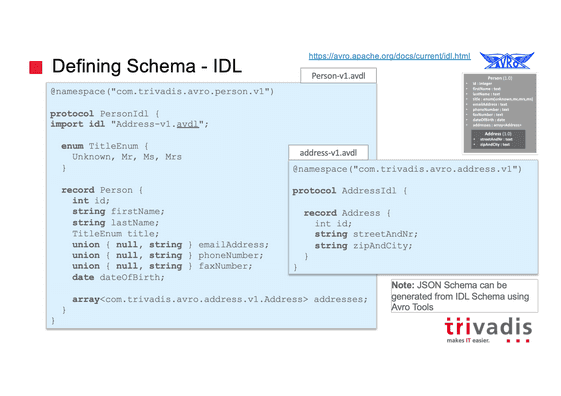 https://avro.apache.org/docs/current/idl.html
AVRO
Defining Schema - IDL
Person-v1.avdl
@namespace("com.trivadis.avro.person.v1")
protocol PersonIdl {
import idl "Address-v1.avdl";
enum TitleEnum {
Unknown, Mr, Ms, Mrs
}
record Person {
int id;
string firstName;
string lastName;
TitleEnum title;
union { null, string } emailAddress;
union { null, string } phoneNumber;
union { null, string } faxNumber;
date dateOfBirth;
array<com.trivadis.avro.address.v1.Address> addresses;
}
}
address-v1.avdl
@namespace("com.trivadis.avro.address.v1")
protocol AddressIdl {
record Address {
int id;
string streetAndNr;
string zipAndCity;
}
}
Person (1.0)
id : integer
firstName : text
lastName : text
title : enum(unknown,mr,mrs,ms)
emailAddress : text
phoneNumber : text
faxNumber : text
dateOfBirth : date
addresses : array<Address>
Address (1.0)
streetAndNr : text
zipAndCity : text
Note: JSON Schema can be
generated from IDL Schema using
Avro Tools
trivadis
makes IT easier.